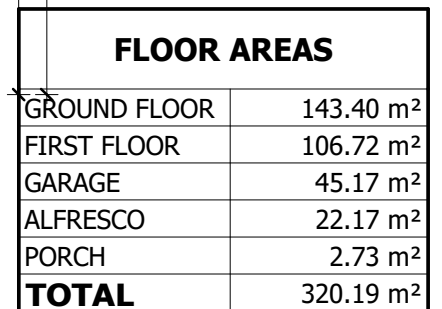 FLOOR AREAS
GROUND FLOOR 143.40 m²
FIRST FLOOR 106.72 m²
GARAGE 45.17 m²
ALFRESCO 22.17 m²
PORCH 2.73 m²
TOTAL 320.19 m²